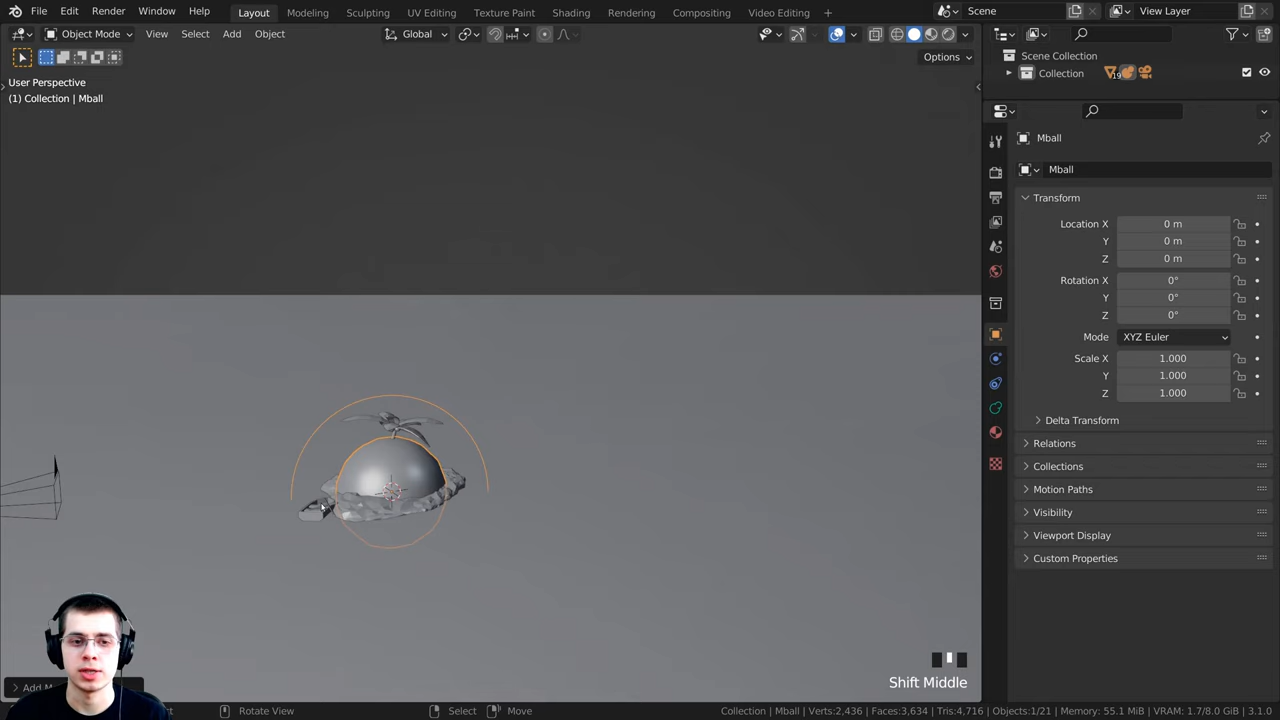 File Edit Render Window Help Layout Modeling Sculpting UV Editing Texture Paint Shading Rendering Compositing Video Editing Scene View Layer
Object Mode View Select Add Object Global
Options
User Perspective
(1) Collection | Mball
Scene Collection
Collection 19
Mball
Mball
Transform
Location X 0 m
Y 0 m
Z 0 m
Rotation X 0°
Y 0°
Z 0°
Mode XYZ Euler
Scale X 1.000
Y 1.000
Z 1.000
Delta Transform
Relations
Collections
Motion Paths
Visibility
Viewport Display
Custom Properties
Shift Middle
Add
Rotate View Select Move Collection | Mball Verts:2,436 | Faces:3,634 | Tris:4,716 | Objects:1/21 | Memory: 55.1 MiB | VRAM: 1.7/8.0 GiB | 3.1.0